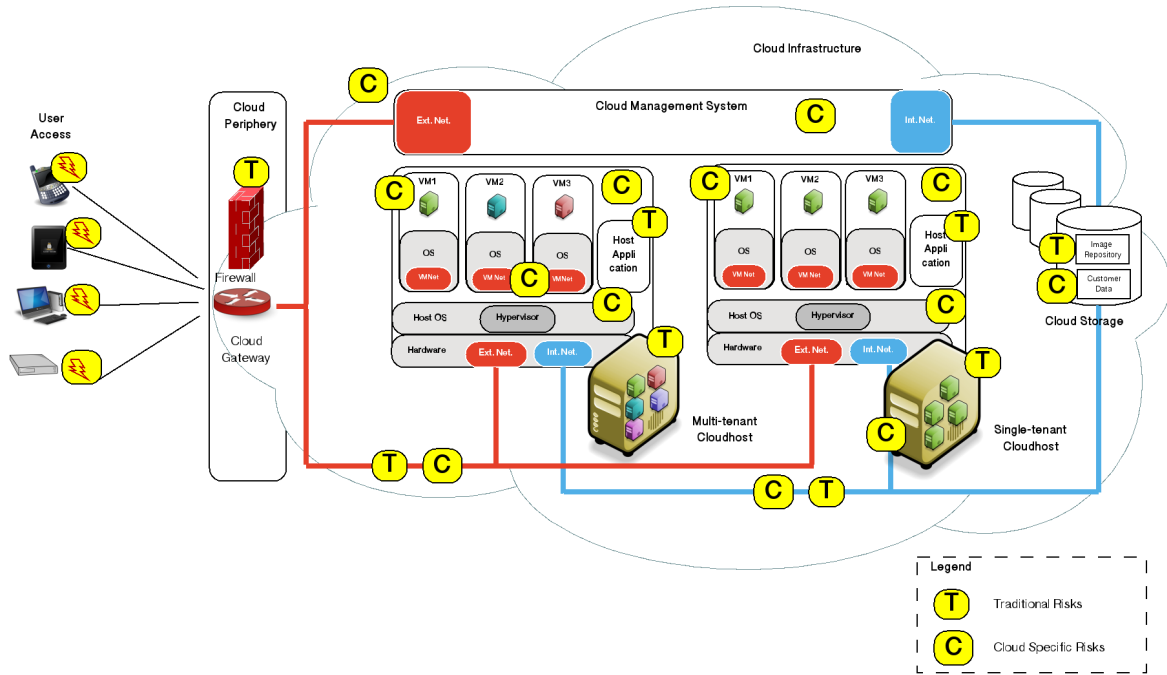 Cloud Infrastructure
User
Access
Cloud
Periphery
T
Firewall
Cloud
Gateway
C
Ext. Net.
Cloud Management System
C
Int. Net.
C
VM1
VM2
VM3
C
T
OS
OS
OS
VMNet
VM Net
C
VMNet
Host
Appli
cation
C
Host OS
Hypervisor
Hardware
Ext. Net.
Int. Net.
T
Multi-tenant
Cloudhost
C
VM1
VM2
VM3
C
T
OS
OS
OS
VM Net
VM Net
VM Net
Host
Appli
cation
C
Host OS
Hypervisor
Hardware
Ext. Net.
Int. Net.
T
C
Single-tenant
Cloudhost
T
Image
Repository
C
Customer
Data
Cloud Storage
T
C
C
T
Legend
T
Traditional Risks
C
Cloud Specific Risks